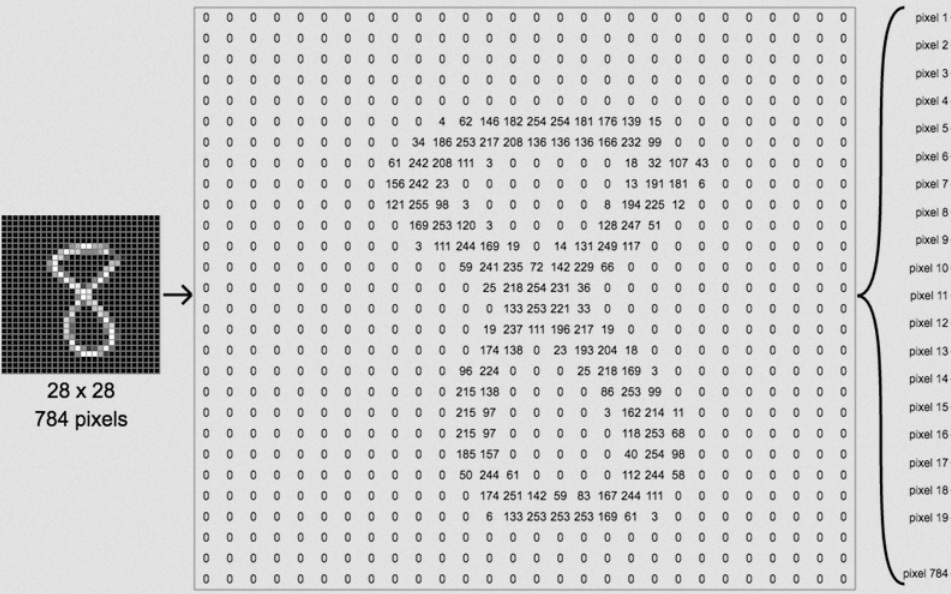 0 0 0 0 0 0 0 0 0 0 0 0 0 0 0 0 0 0 0 0 0 0 0 0 0 0 0 0
0 0 0 0 0 0 0 0 0 0 0 0 0 0 0 0 0 0 0 0 0 0 0 0 0 0 0 0
0 0 0 0 0 0 0 0 0 0 0 0 0 0 0 0 0 0 0 0 0 0 0 0 0 0 0 0
0 0 0 0 0 0 0 0 0 0 0 0 0 0 0 0 0 0 0 0 0 0 0 0 0 0 0 0
0 0 0 0 0 0 0 0 0 0 0 0 0 0 0 0 0 0 0 0 0 0 0 0 0 0 0 0
0 0 0 0 0 0 0 0 0 0 4 62 146 182 254 254 181 176 139 15 0 0 0 0 0 0 0 0
0 0 0 0 0 0 0 0 0 34 186 253 217 208 136 136 136 166 232 99 0 0 0 0 0 0 0 0
0 0 0 0 0 0 0 0 61 242 208 111 3 0 0 0 0 0 18 32 107 43 0 0 0 0 0 0
0 0 0 0 0 0 0 0 156 242 23 0 0 0 0 0 0 0 13 191 181 6 0 0 0 0 0 0
0 0 0 0 0 0 0 0 121 255 98 3 0 0 0 0 0 8 194 225 12 0 0 0 0 0 0 0
0 0 0 0 0 0 0 0 0 169 253 120 3 0 0 0 0 128 247 51 0 0 0 0 0 0 0 0
0 0 0 0 0 0 0 0 0 3 111 244 169 19 0 14 131 249 117 0 0 0 0 0 0 0 0 0
0 0 0 0 0 0 0 0 0 0 0 59 241 235 72 142 229 66 0 0 0 0 0 0 0 0 0 0
0 0 0 0 0 0 0 0 0 0 0 0 25 218 254 231 36 0 0 0 0 0 0 0 0 0 0 0
0 0 0 0 0 0 0 0 0 0 0 0 0 133 253 221 33 0 0 0 0 0 0 0 0 0 0 0
0 0 0 0 0 0 0 0 0 0 0 0 19 237 111 196 217 19 0 0 0 0 0 0 0 0 0 0
0 0 0 0 0 0 0 0 0 0 0 0 174 138 0 23 193 204 18 0 0 0 0 0 0 0 0 0
0 0 0 0 0 0 0 0 0 0 0 96 224 0 0 0 25 218 169 3 0 0 0 0 0 0 0 0
0 0 0 0 0 0 0 0 0 0 0 215 138 0 0 0 0 86 253 99 0 0 0 0 0 0 0 0
0 0 0 0 0 0 0 0 0 0 0 215 97 0 0 0 0 3 162 214 11 0 0 0 0 0 0 0
0 0 0 0 0 0 0 0 0 0 0 215 97 0 0 0 0 0 118 253 68 0 0 0 0 0 0 0
0 0 0 0 0 0 0 0 0 0 0 185 157 0 0 0 0 0 40 254 98 0 0 0 0 0 0 0
0 0 0 0 0 0 0 0 0 0 0 50 244 61 0 0 0 0 112 244 58 0 0 0 0 0 0 0
0 0 0 0 0 0 0 0 0 0 0 0 174 251 142 59 83 167 244 111 0 0 0 0 0 0 0 0
0 0 0 0 0 0 0 0 0 0 0 0 6 133 253 253 253 169 61 3 0 0 0 0 0 0 0 0
0 0 0 0 0 0 0 0 0 0 0 0 0 0 0 0 0 0 0 0 0 0 0 0 0 0 0 0
0 0 0 0 0 0 0 0 0 0 0 0 0 0 0 0 0 0 0 0 0 0 0 0 0 0 0 0
0 0 0 0 0 0 0 0 0 0 0 0 0 0 0 0 0 0 0 0 0 0 0 0 0 0 0 0
28 x 28
784 pixels
pixel 1
pixel 2
pixel 3
pixel 3
pixel 4
pixel 5
pixel 6
pixel 7
pixel 8
pixel 9
pixel 10
pixel 11
pixel 12
pixel 13
pixel 14
pixel 15
pixel 16
pixel 17
pixel 18
pixel 19
pixel 784